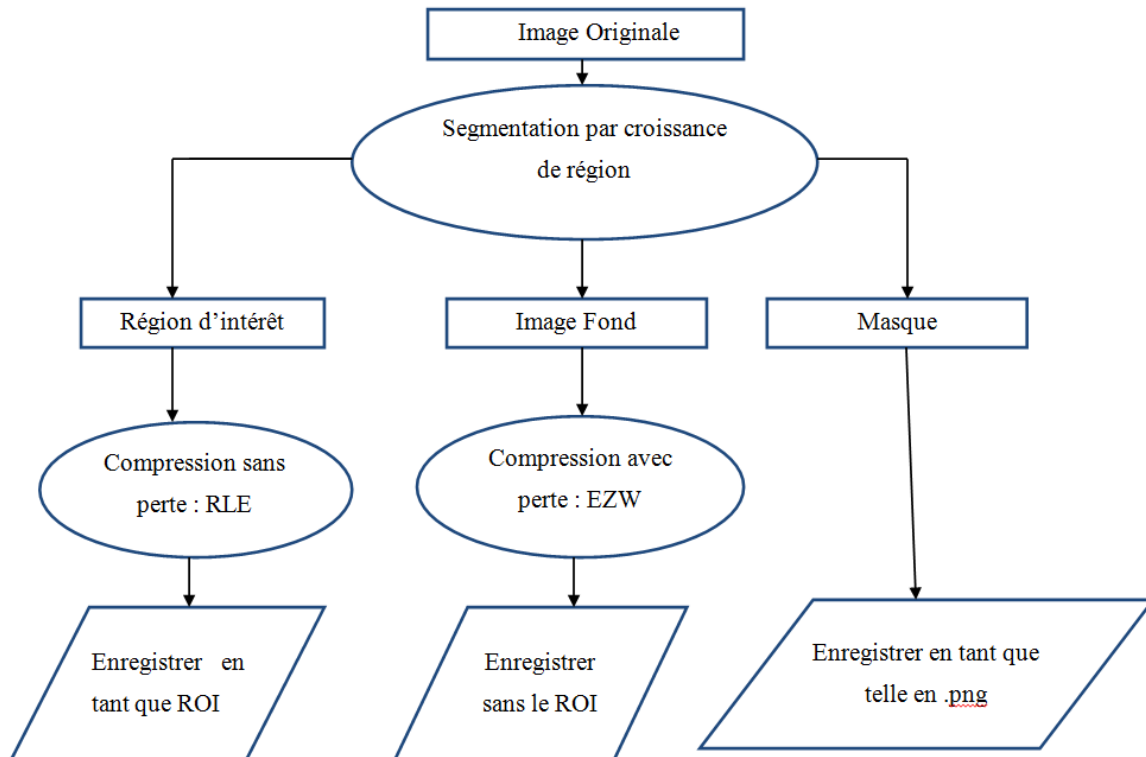 Image Originale
Segmentation par croissance
de région
Région d’intérêt
Image Fond
Masque
Compression sans
perte : RLE
Compression avec
perte : EZW
Enregistrer en
tant que ROI
Enregistrer
sans le ROI
Enregistrer en tant que
telle en .png